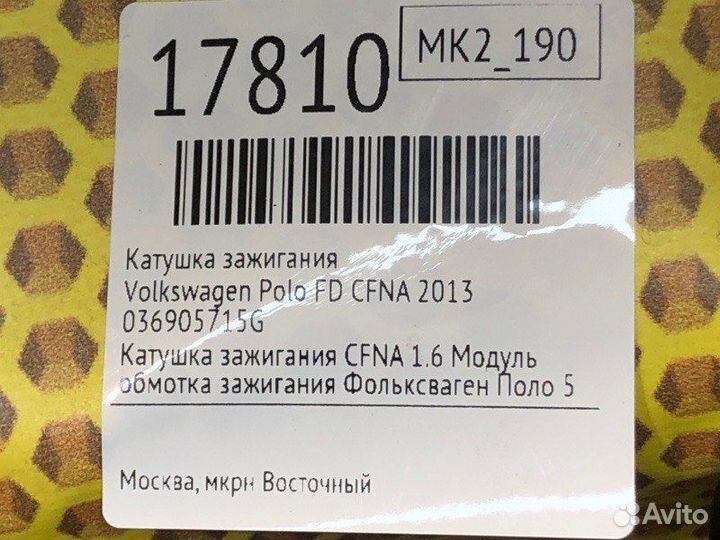 17810
MK2_190
Катушка зажигания
Volkswagen Polo FD CFNA 2013
036905715G
Катушка зажигания CFNA 1.6 Модуль
обмотка зажигания Фольксваген Поло 5
Москва, мкрн Восточный
Avito